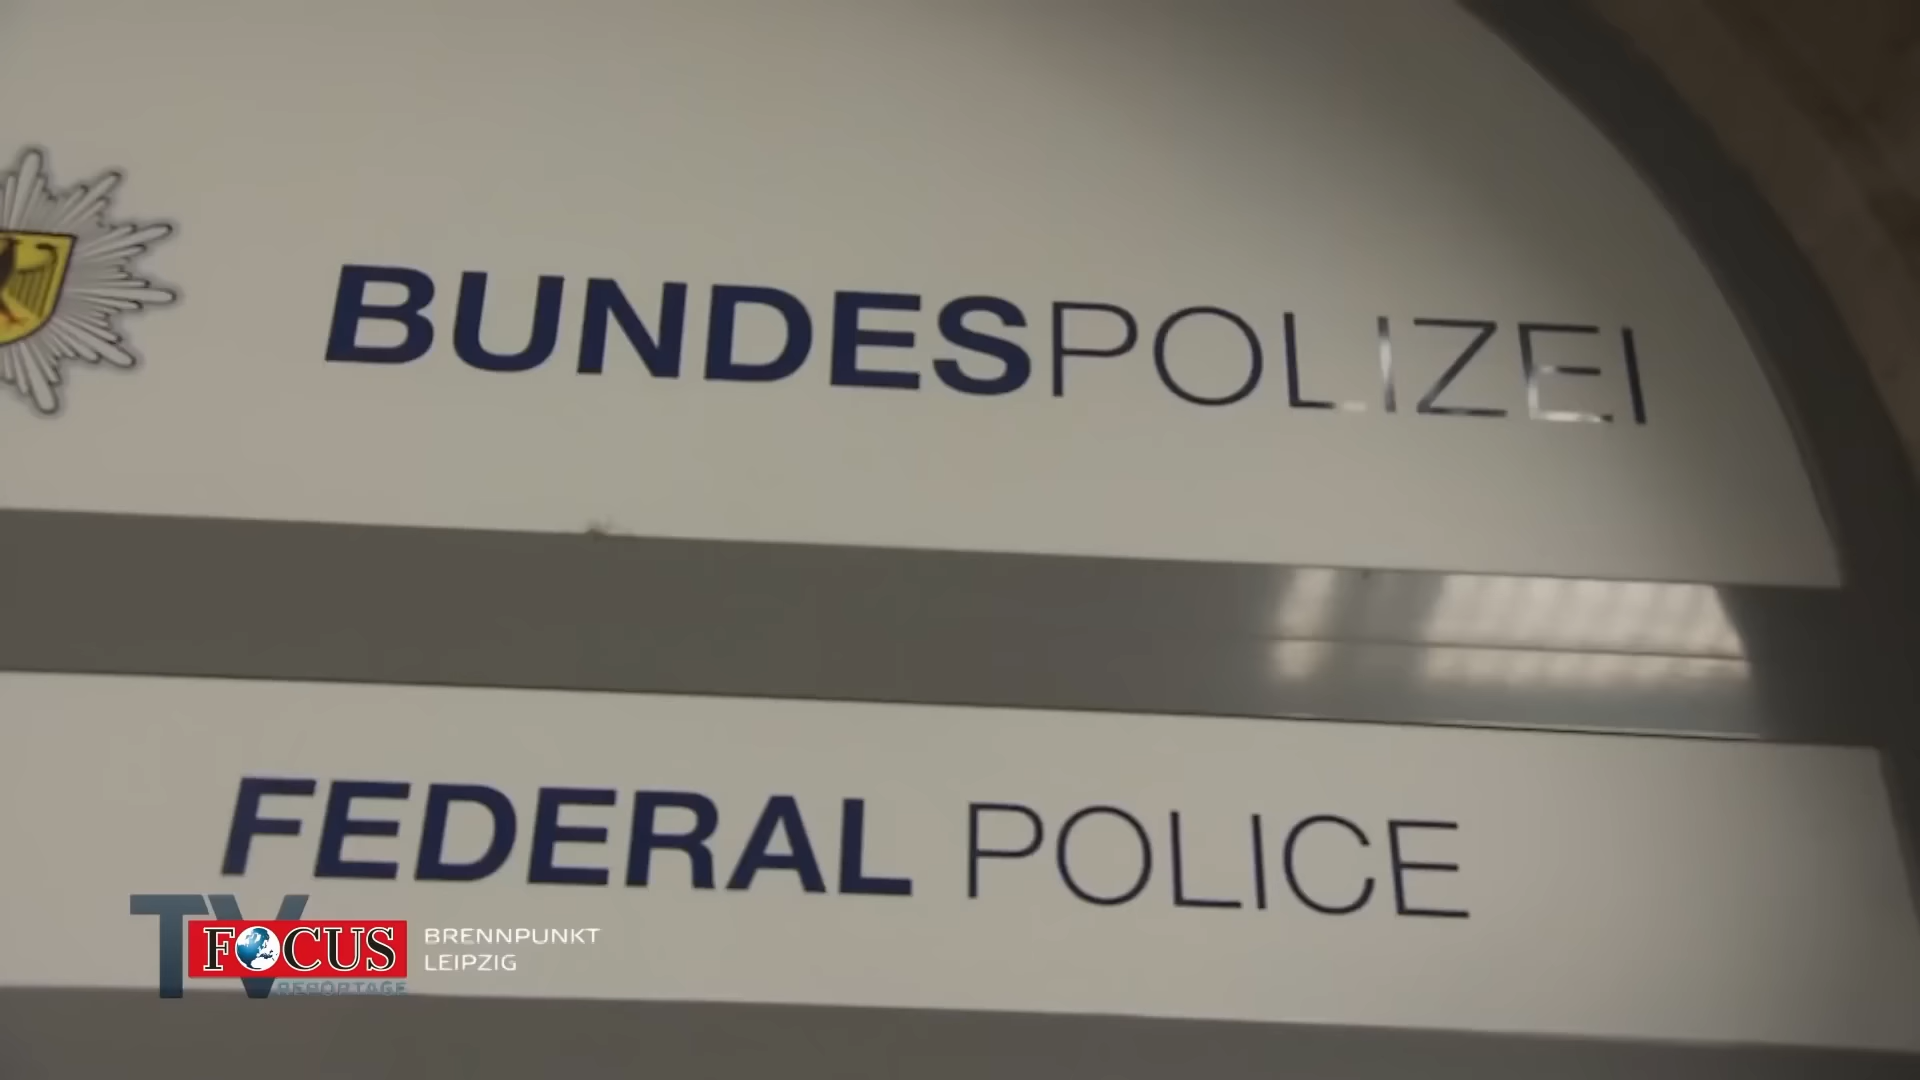 BUNDESPOLIZEI
FEDERAL POLICE
TV
FOCUS
REPORTAGE
BRENNPUNKT
LEIPZIG